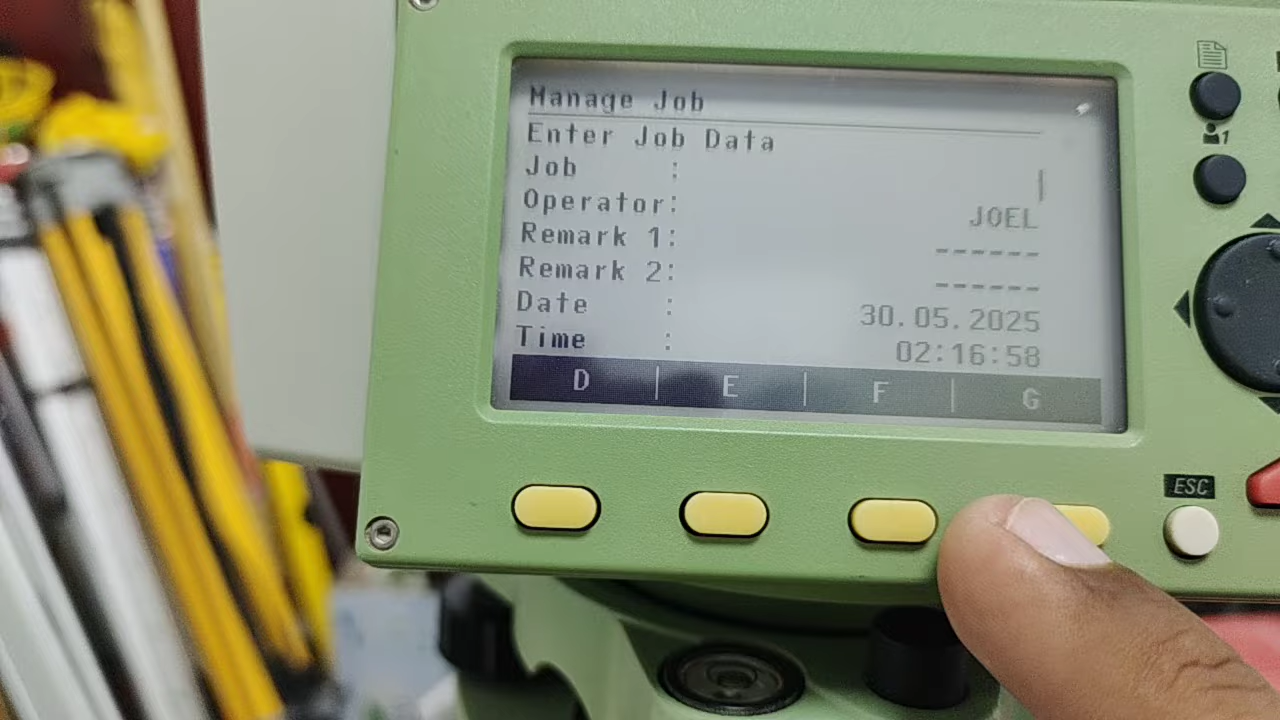 Manage Job
Enter Job Data
Job :
Operator: JOEL
Remark 1: ------
Remark 2: ------
Date : 30.05.2025
Time : 02:16:58
D | E | F | G
1
ESC